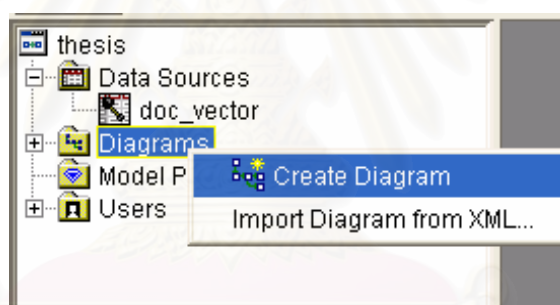 thesis
Data Sources
doc_vector
Diagrams
Model P
Create Diagram
Users
Import Diagram from XML...